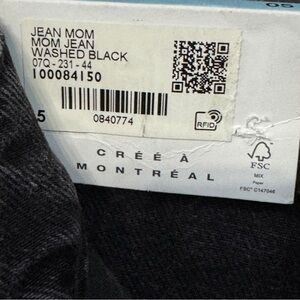 05
JEAN MOM
MOM JEAN
WASHED BLACK
07Q - 231 - 44
100084150
5
0840774
RFID
CRÉÉ À
MONTRÉAL
FSC
MIX
Paper
FSC® C147046